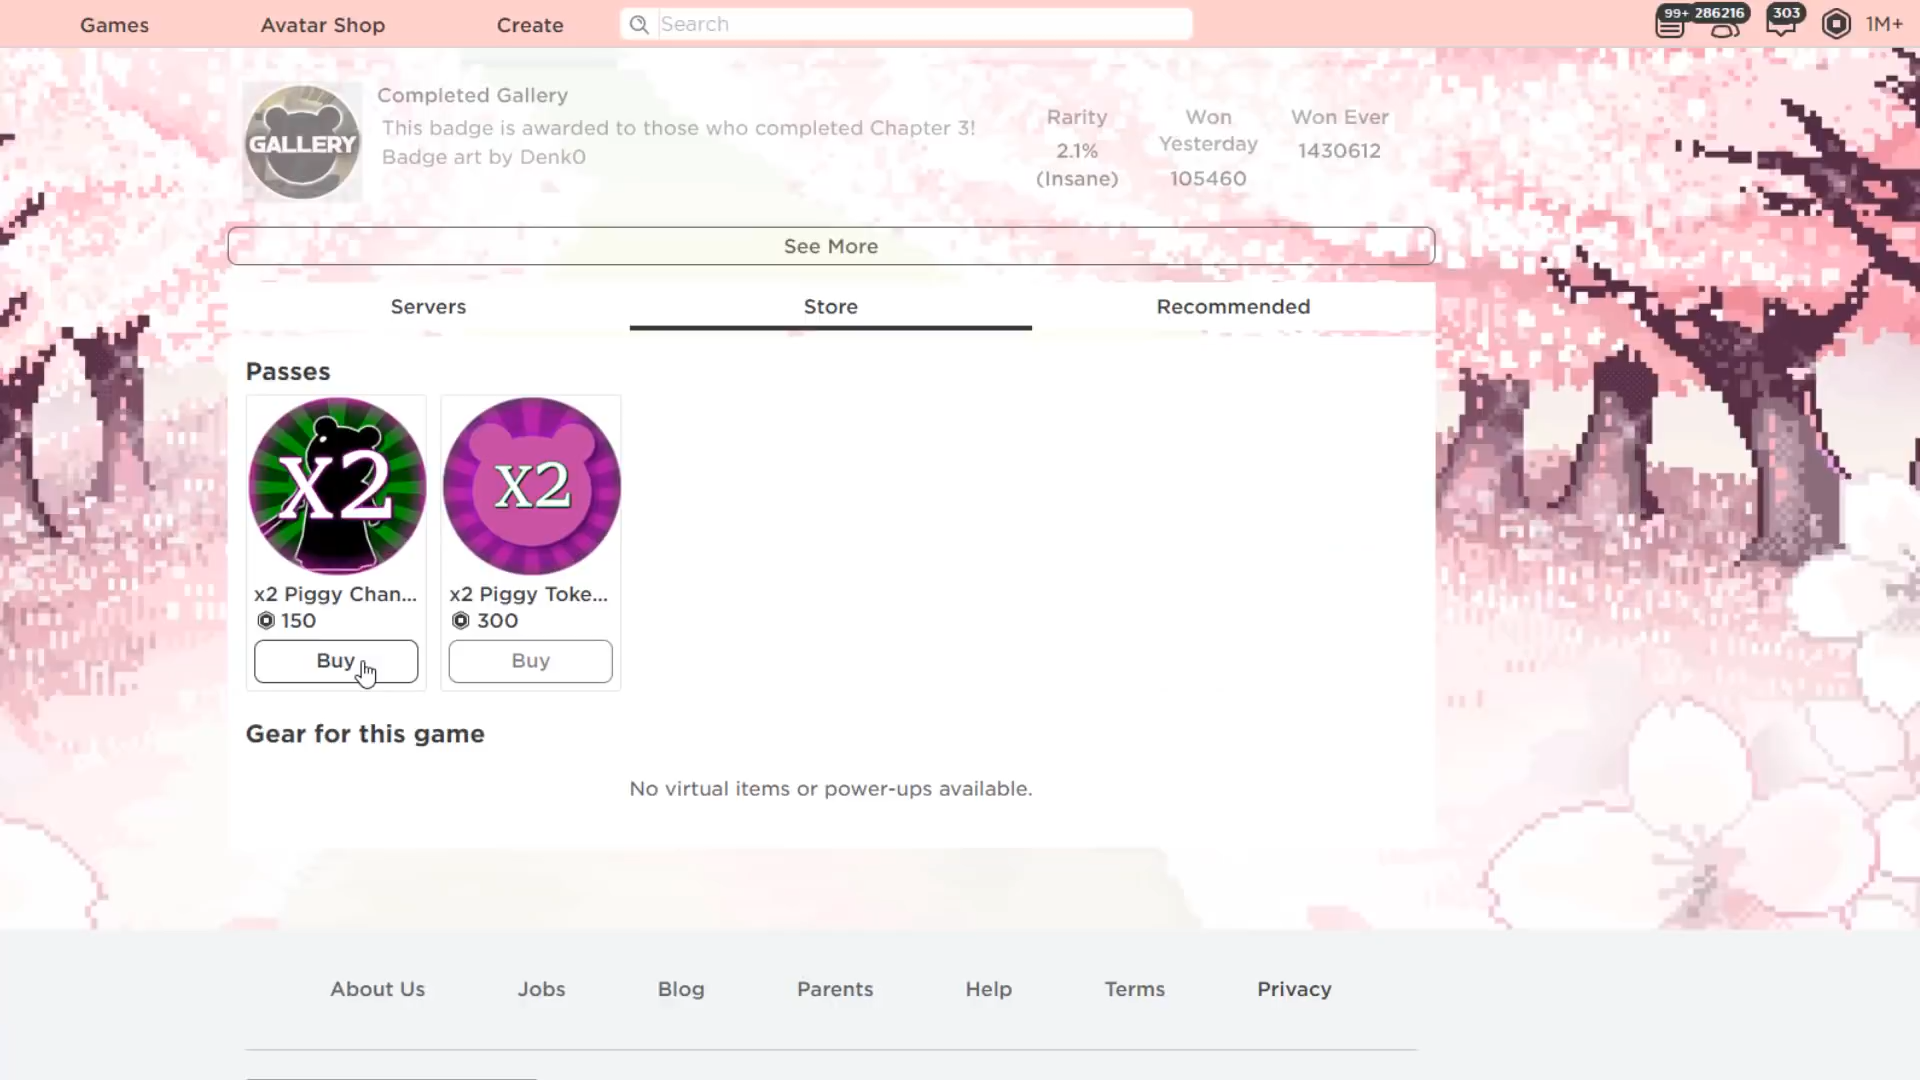 Games
Avatar Shop
Create
Search
99+
286216
303
1M+
GALLERY
Completed Gallery
This badge is awarded to those who completed Chapter 3!
Badge art by Denk0
Rarity
2.1%
(Insane)
Won
Yesterday
105460
Won Ever
1430612
See More
Servers
Store
Recommended
Passes
X2
x2
x2 Piggy Chan...
150
Buy
x2 Piggy Toke...
300
Buy
Gear for this game
No virtual items or power-ups available.
About Us
Jobs
Blog
Parents
Help
Terms
Privacy